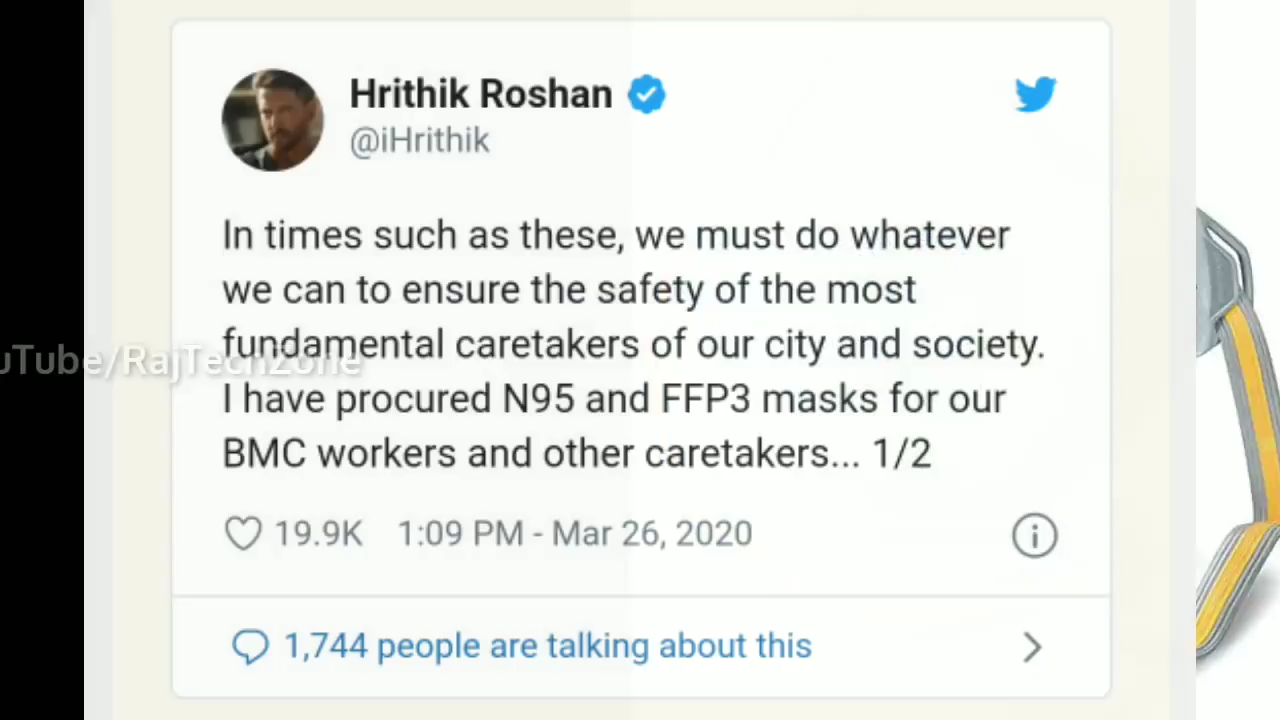 Hrithik Roshan
@iHrithik
In times such as these, we must do whatever
we can to ensure the safety of the most
fundamental caretakers of our city and society.
uTube/RajTechZone
I have procured N95 and FFP3 masks for our
BMC workers and other caretakers... 1/2
19.9K 1:09 PM - Mar 26, 2020
1,744 people are talking about this